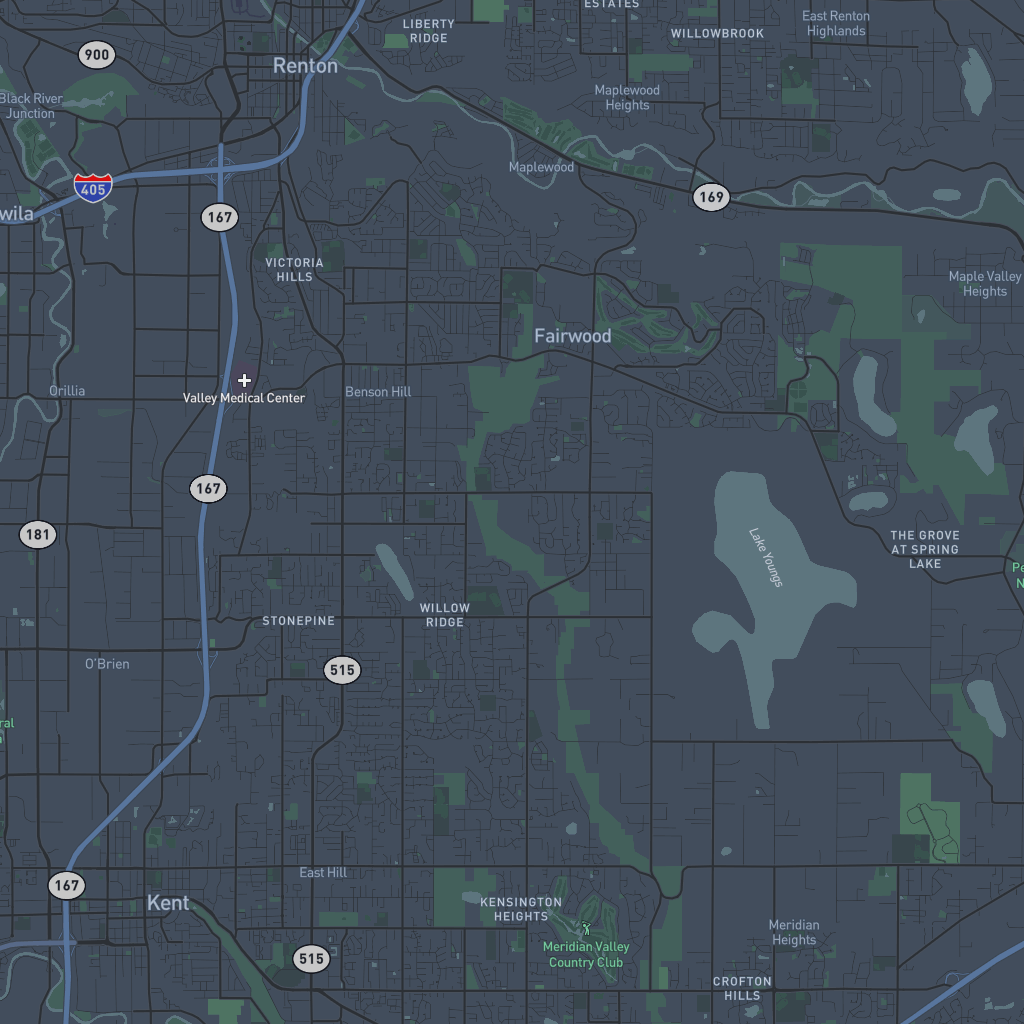 ESTATES
LIBERTY
RIDGE
East Renton
Highlands
WILLOWBROOK
900
Renton
Maplewood
Heights
Black River
Junction
Maplewood
405
169
wila
167
VICTORIA
HILLS
Maple Valley
Heights
Fairwood
Orillia
Valley Medical Center
Benson Hill
167
181
THE GROVE
AT SPRING
LAKE
Lake Youngs
Pe
N
WILLOW
RIDGE
STONEPINE
O'Brien
515
ral
East Hill
167
Kent
KENSINGTON
HEIGHTS
Meridian
Heights
Meridian Valley
Country Club
515
CROFTON
HILLS